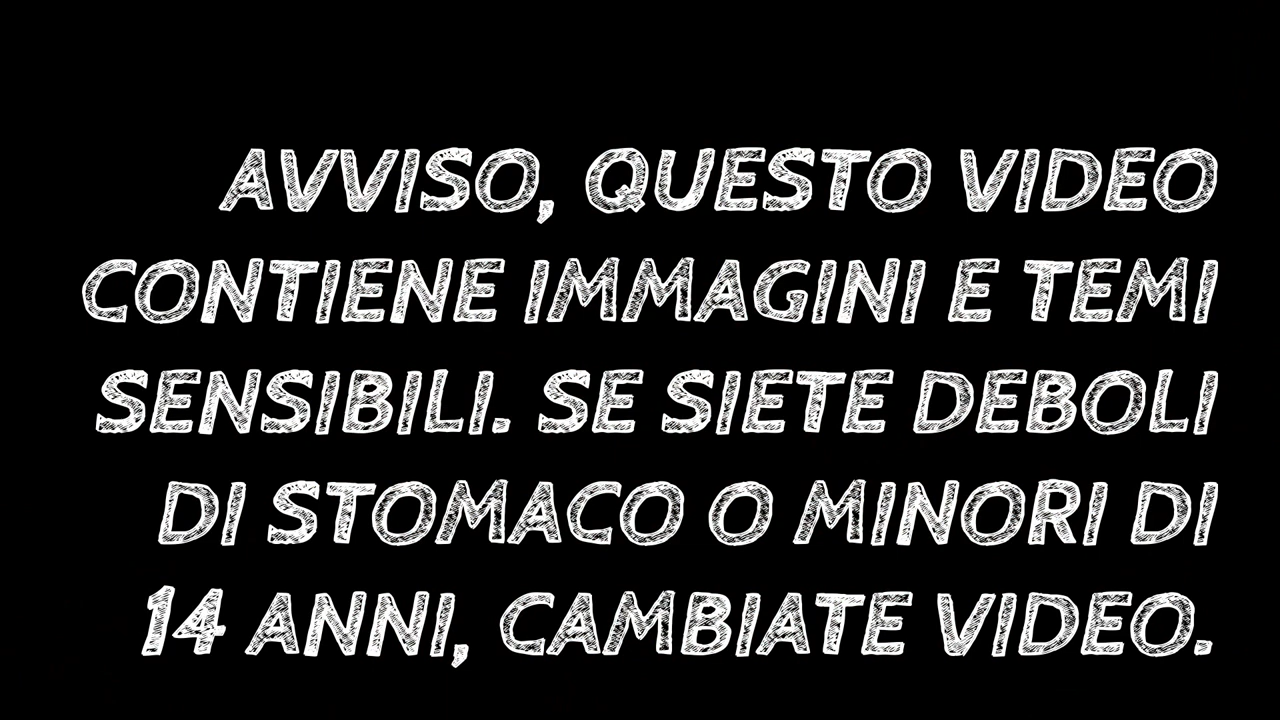 AVVISO, QUESTO VIDEO
CONTIENE IMMAGINI E TEMI
SENSIBILI. SE SIETE DEBOLI
DI STOMACO O MINORI DI
14 ANNI, CAMBIATE VIDEO.